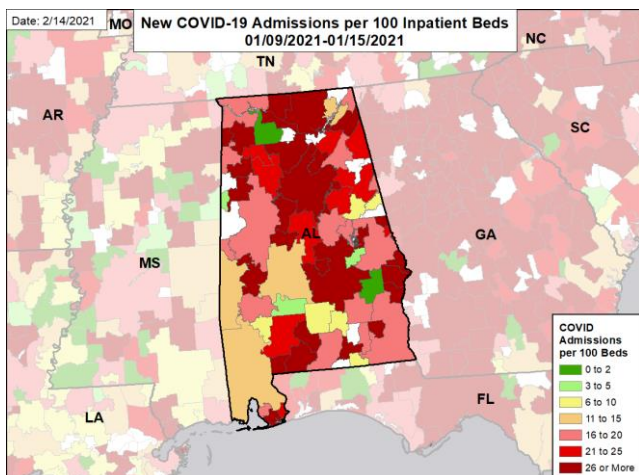 Date: 2/14/2021
New COVID-19 Admissions per 100 Inpatient Beds
01/09/2021-01/15/2021
MO
TN
NC
AR
SC
MS
AL
GA
LA
FL
COVID
Admissions
per 100 Beds
0 to 2
3 to 5
6 to 10
11 to 15
16 to 20
21 to 25
26 or More